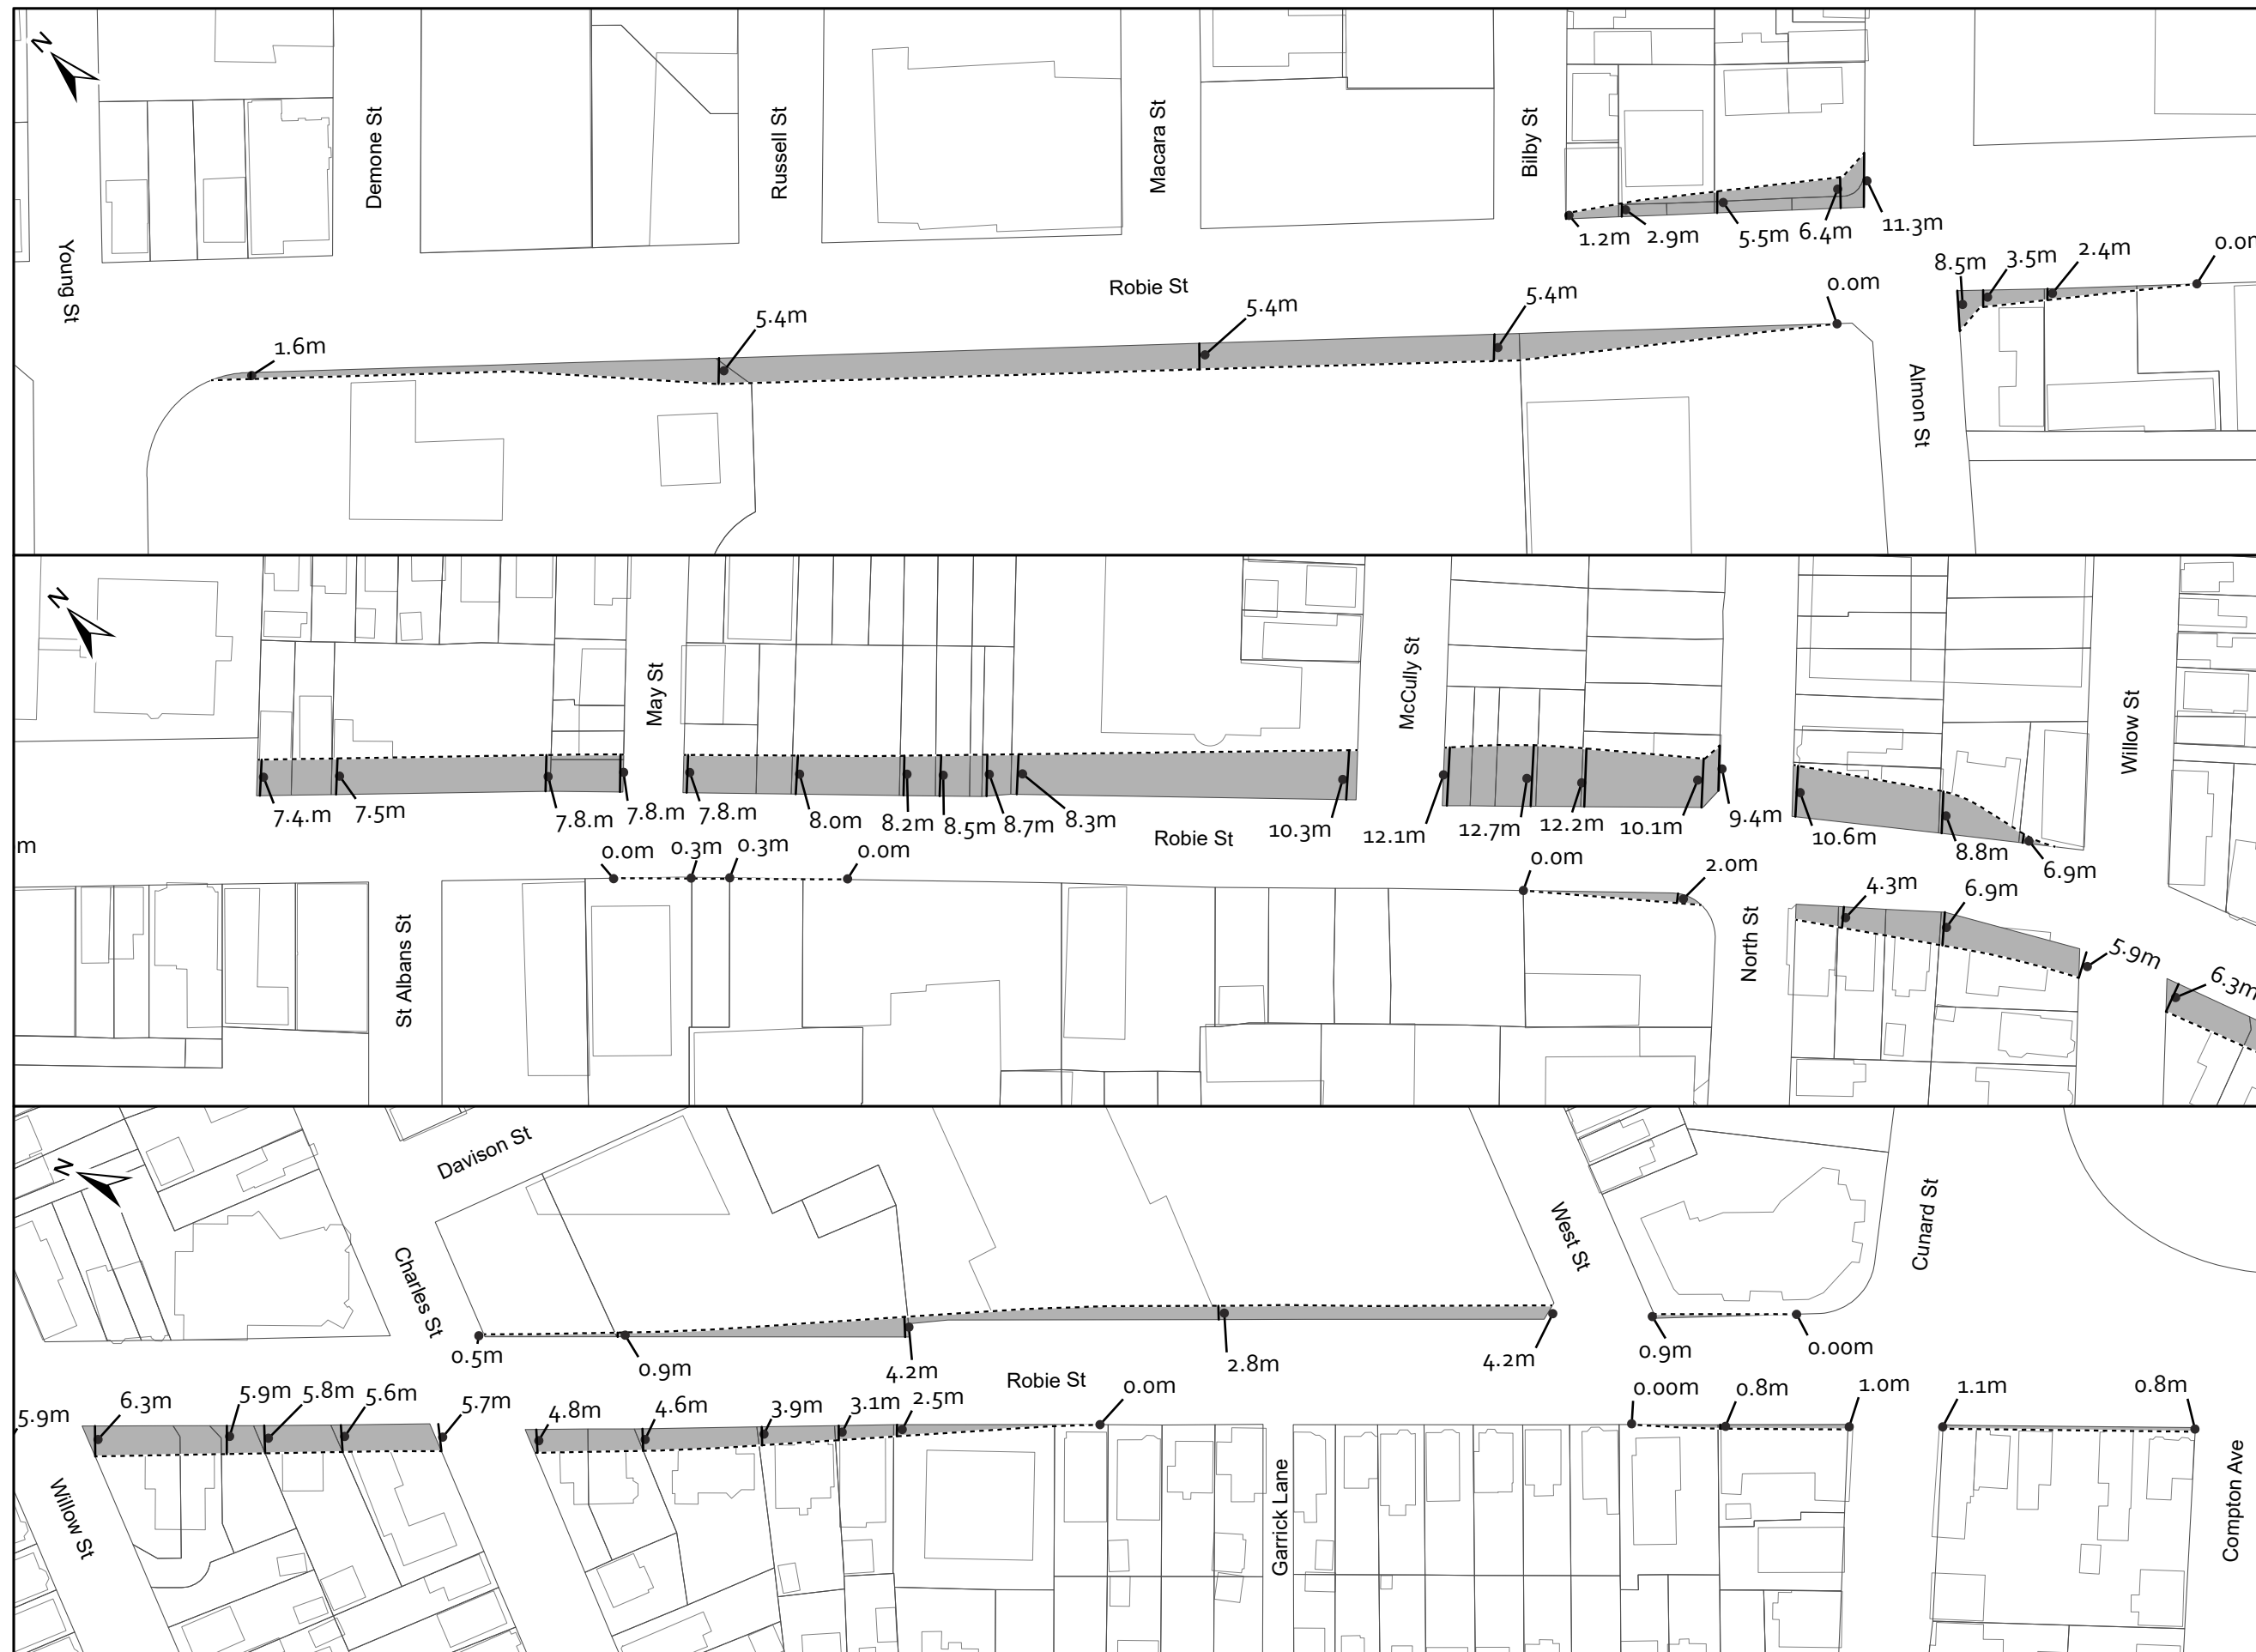 N
Demone St
Russell St
Macara St
Bilby St
Young St
1.2m
2.9m
5.5m
6.4m
11.3m
8.5m
3.5m
2.4m
0.0m
Robie St
0.0m
5.4m
5.4m
5.4m
1.6m
Almon St
N
May St
McCully St
Willow St
7.4.m
7.5m
7.8.m
7.8.m
7.8.m
8.0m
8.2m
8.5m
8.7m
8.3m
10.3m
12.1m
12.7m
12.2m
10.1m
9.4m
10.6m
8.8m
6.9m
Robie St
m
0.0m
0.3m
0.3m
0.0m
0.0m
2.0m
4.3m
6.9m
5.9m
6.3m
St Albans St
North St
N
Davison St
Charles St
West St
Cunard St
0.5m
0.9m
4.2m
2.8m
4.2m
0.9m
0.00m
Robie St
5.9m
6.3m
5.9m
5.8m
5.6m
5.7m
4.8m
4.6m
3.9m
3.1m
2.5m
0.0m
0.00m
0.8m
1.0m
1.1m
0.8m
Willow St
Garrick Lane
Compton Ave